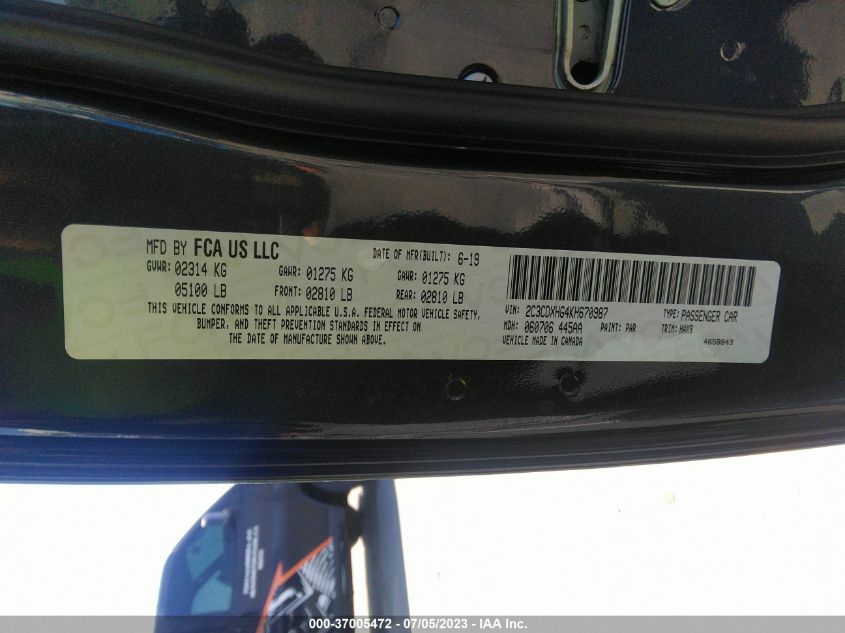 MFD BY FCA US LLC
DATE OF MFR(BUILT): 6-19
GVWR: 02314 KG GAWR: 01275 KG GAWR: 01275 KG
05100 LB FRONT: 02810 LB REAR: 02810 LB
THIS VEHICLE CONFORMS TO ALL APPLICABLE U.S.A. FEDERAL MOTOR VEHICLE SAFETY,
BUMPER, AND THEFT PREVENTION STANDARDS IN EFFECT ON
THE DATE OF MANUFACTURE SHOWN ABOVE.
VIN: 2C3CDXHG4KH670987 TYPE: PASSENGER CAR
MDH: 060706 445AA PAINT: PAR TRIM: HAX9
VEHICLE MADE IN CANADA 4658843
000-37005472 - 07/05/2023 - IAA Inc.